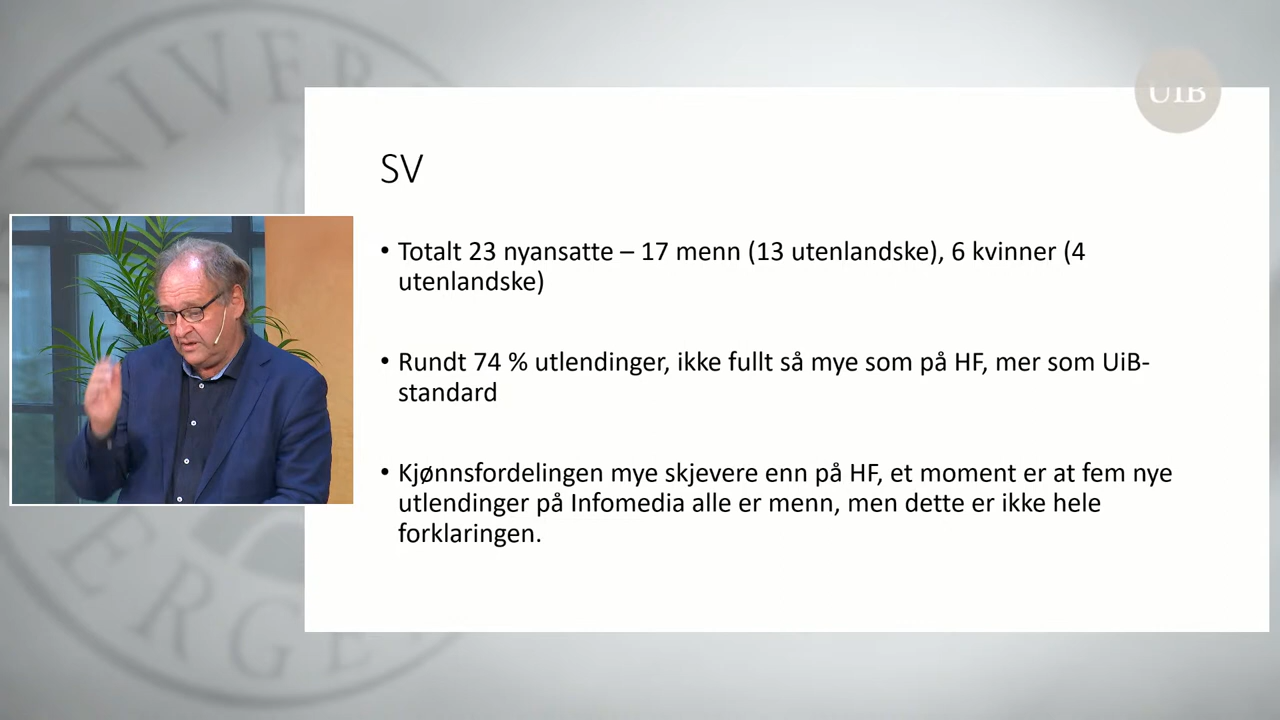 UNIVER
UiB
SV
• Totalt 23 nyansatte – 17 menn (13 utenlandske), 6 kvinner (4
utenlandske)
• Rundt 74 % utlendinger, ikke fullt så mye som på HF, mer som UiB-
standard
• Kjønnsfordelingen mye skjevere enn på HF, et moment er at fem nye
utlendinger på Infomedia alle er menn, men dette er ikke hele
forklaringen.
ERGE